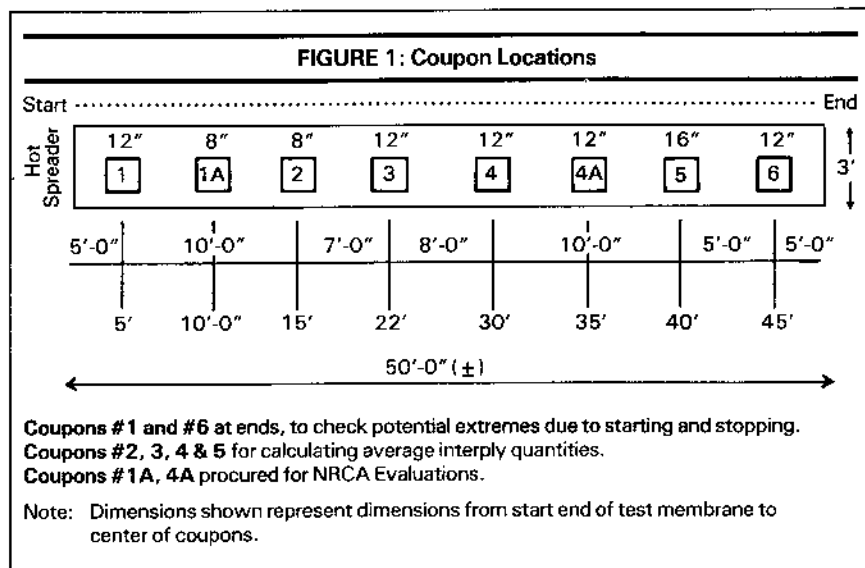 FIGURE 1: Coupon Locations
Start End
Hot Spreader
12" 8" 8" 12" 12" 12" 16" 12"
1 1A 2 3 4 4A 5 6
3'
5'-0" 10'-0" 7'-0" 8'-0" 10'-0" 5'-0" 5'-0"
5' 10'-0" 15' 22' 30' 35' 40' 45'
50'-0" (±)
Coupons #1 and #6 at ends, to check potential extremes due to starting and stopping.
Coupons #2, 3, 4 & 5 for calculating average interply quantities.
Coupons #1A, 4A procured for NRCA Evaluations.
Note: Dimensions shown represent dimensions from start end of test membrane to
center of coupons.